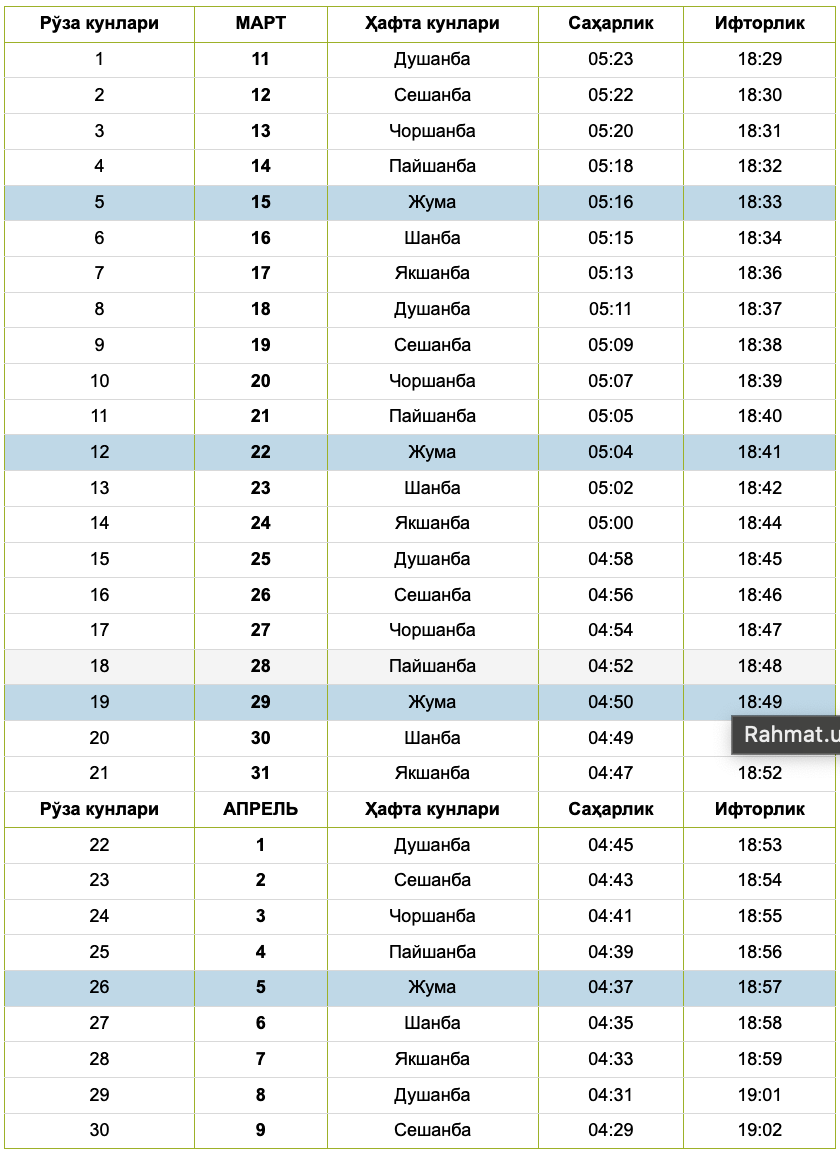 Рўза кунлари МАРТ Ҳафта кунлари Саҳарлик Ифторлик
1 11 Душанба 05:23 18:29
2 12 Сешанба 05:22 18:30
3 13 Чоршанба 05:20 18:31
4 14 Пайшанба 05:18 18:32
5 15 Жума 05:16 18:33
6 16 Шанба 05:15 18:34
7 17 Якшанба 05:13 18:36
8 18 Душанба 05:11 18:37
9 19 Сешанба 05:09 18:38
10 20 Чоршанба 05:07 18:39
11 21 Пайшанба 05:05 18:40
12 22 Жума 05:04 18:41
13 23 Шанба 05:02 18:42
14 24 Якшанба 05:00 18:44
15 25 Душанба 04:58 18:45
16 26 Сешанба 04:56 18:46
17 27 Чоршанба 04:54 18:47
18 28 Пайшанба 04:52 18:48
19 29 Жума 04:50 18:49
20 30 Шанба 04:49 Rahmat.u
21 31 Якшанба 04:47 18:52
Рўза кунлари АПРЕЛЬ Ҳафта кунлари Саҳарлик Ифторлик
22 1 Душанба 04:45 18:53
23 2 Сешанба 04:43 18:54
24 3 Чоршанба 04:41 18:55
25 4 Пайшанба 04:39 18:56
26 5 Жума 04:37 18:57
27 6 Шанба 04:35 18:58
28 7 Якшанба 04:33 18:59
29 8 Душанба 04:31 19:01
30 9 Сешанба 04:29 19:02